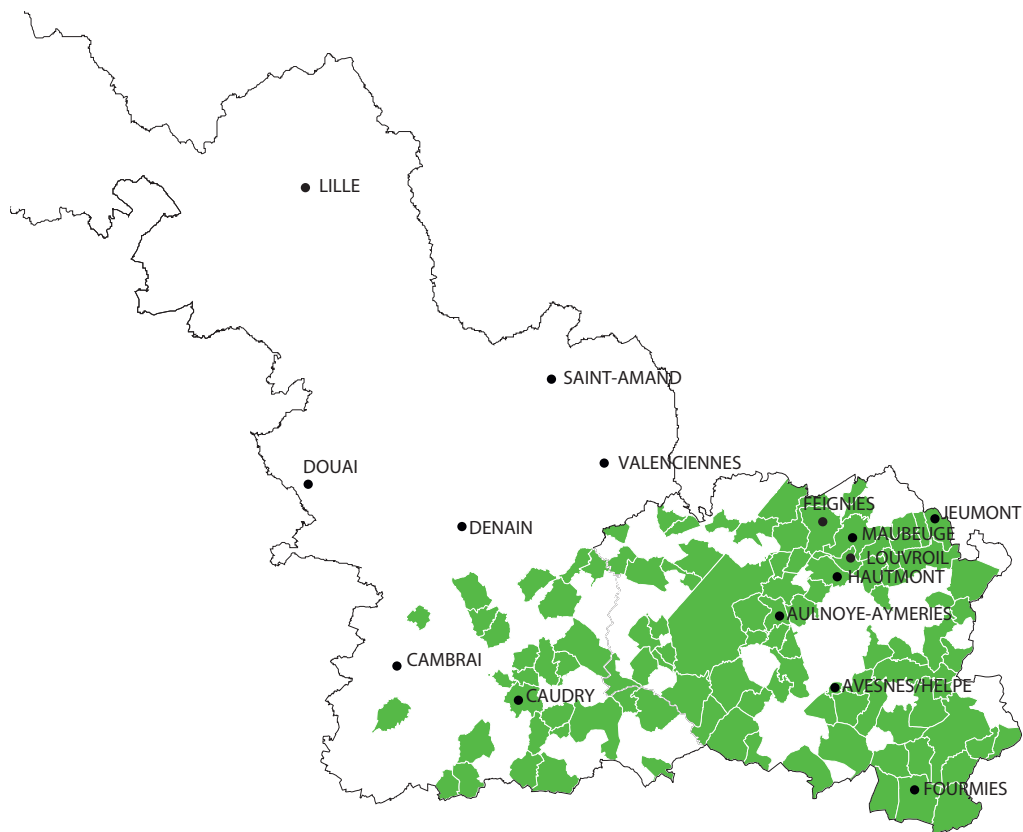 LILLE
SAINT-AMAND
VALENCIENNES
DOUAI
DENAIN
FEIGNIES
JEUMONT
MAUBEUGE
LOUVROIL
HAUTMONT
AULNOYE-AYMERIES
CAMBRAI
AVESNES/HELPE
CAUDRY
FOURMIES